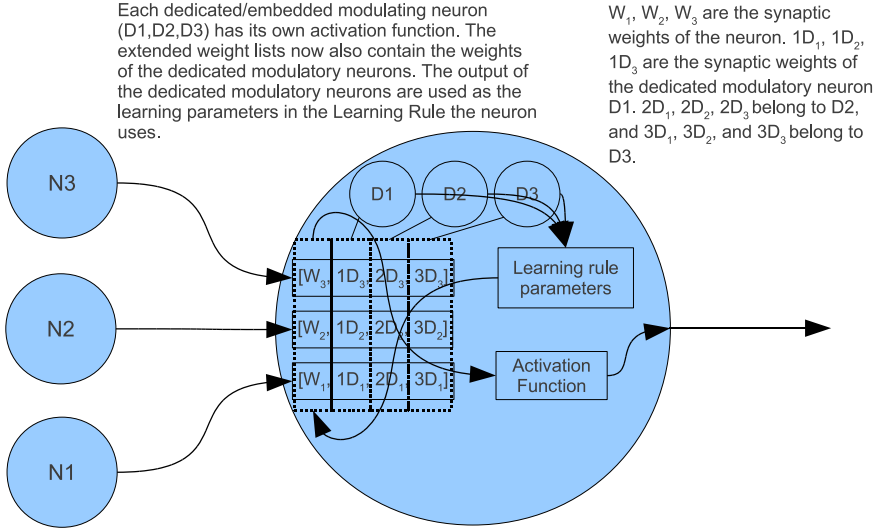 Each dedicated/embedded modulating neuron
(D1,D2,D3) has its own activation function. The
extended weight lists now also contain the weights
of the dedicated modulatory neurons. The output of
the dedicated modulatory neurons are used as the
learning parameters in the Learning Rule the neuron
uses.
W₁, W₂, W₃ are the synaptic
weights of the neuron. 1D₁, 1D₂,
1D₃ are the synaptic weights of
the dedicated modulatory neuron
D1. 2D₁, 2D₂, 2D₃ belong to D2,
and 3D₁, 3D₂, and 3D₃ belong to
D3.
N3
D1 D2 D3
[W₃, 1D₃, 2D₃, 3D₃]
Learning rule
parameters
N2
[W₂, 1D₂, 2D₂, 3D₂]
[W₁, 1D₁, 2D₁, 3D₁]
Activation
Function
N1